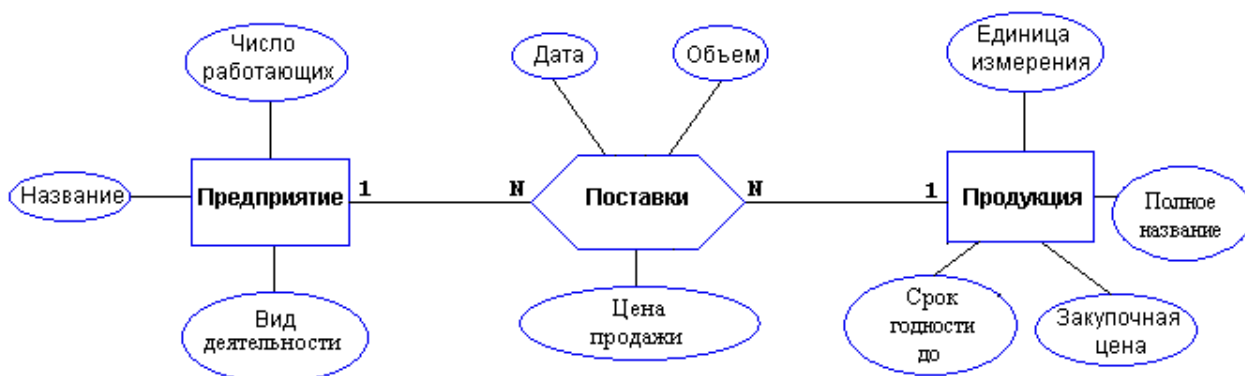 Число
работающих
Дата
Объем
Единица
измерения
Название
Предприятие
1
N
Поставки
N
1
Продукция
Полное
название
Вид
деятельности
Цена
продажи
Срок
годности
до
Закупочная
цена